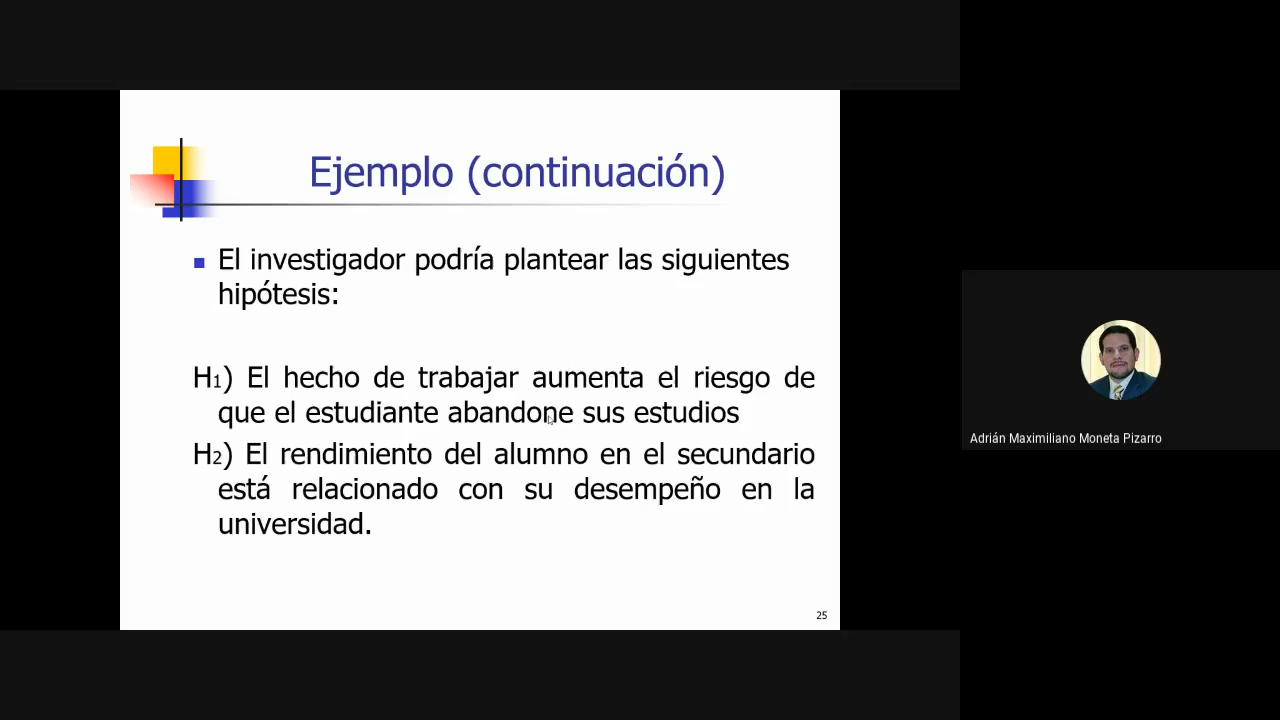 Ejemplo (continuación)
El investigador podría plantear las siguientes
hipótesis:
H1) El hecho de trabajar aumenta el riesgo de
que el estudiante abandone sus estudios
H2) El rendimiento del alumno en el secundario
está relacionado con su desempeño en la
universidad.
25
Adrián Maximiliano Moneta Pizarro